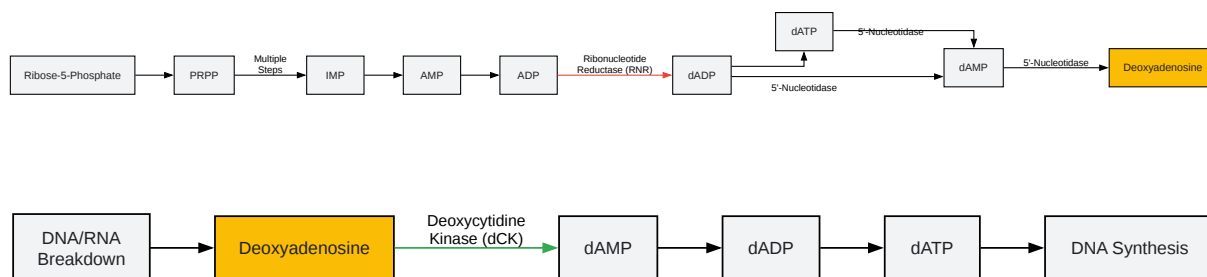 dATP
5'-Nucleotidase
Multiple
Steps
Ribonucleotide
Reductase (RNR)
Ribose-5-Phosphate
PRPP
IMP
AMP
ADP
dADP
5'-Nucleotidase
dAMP
5'-Nucleotidase
Deoxyadenosine
DNA/RNA
Breakdown
Deoxyadenosine
Deoxycytidine
Kinase (dCK)
dAMP
dADP
dATP
DNA Synthesis